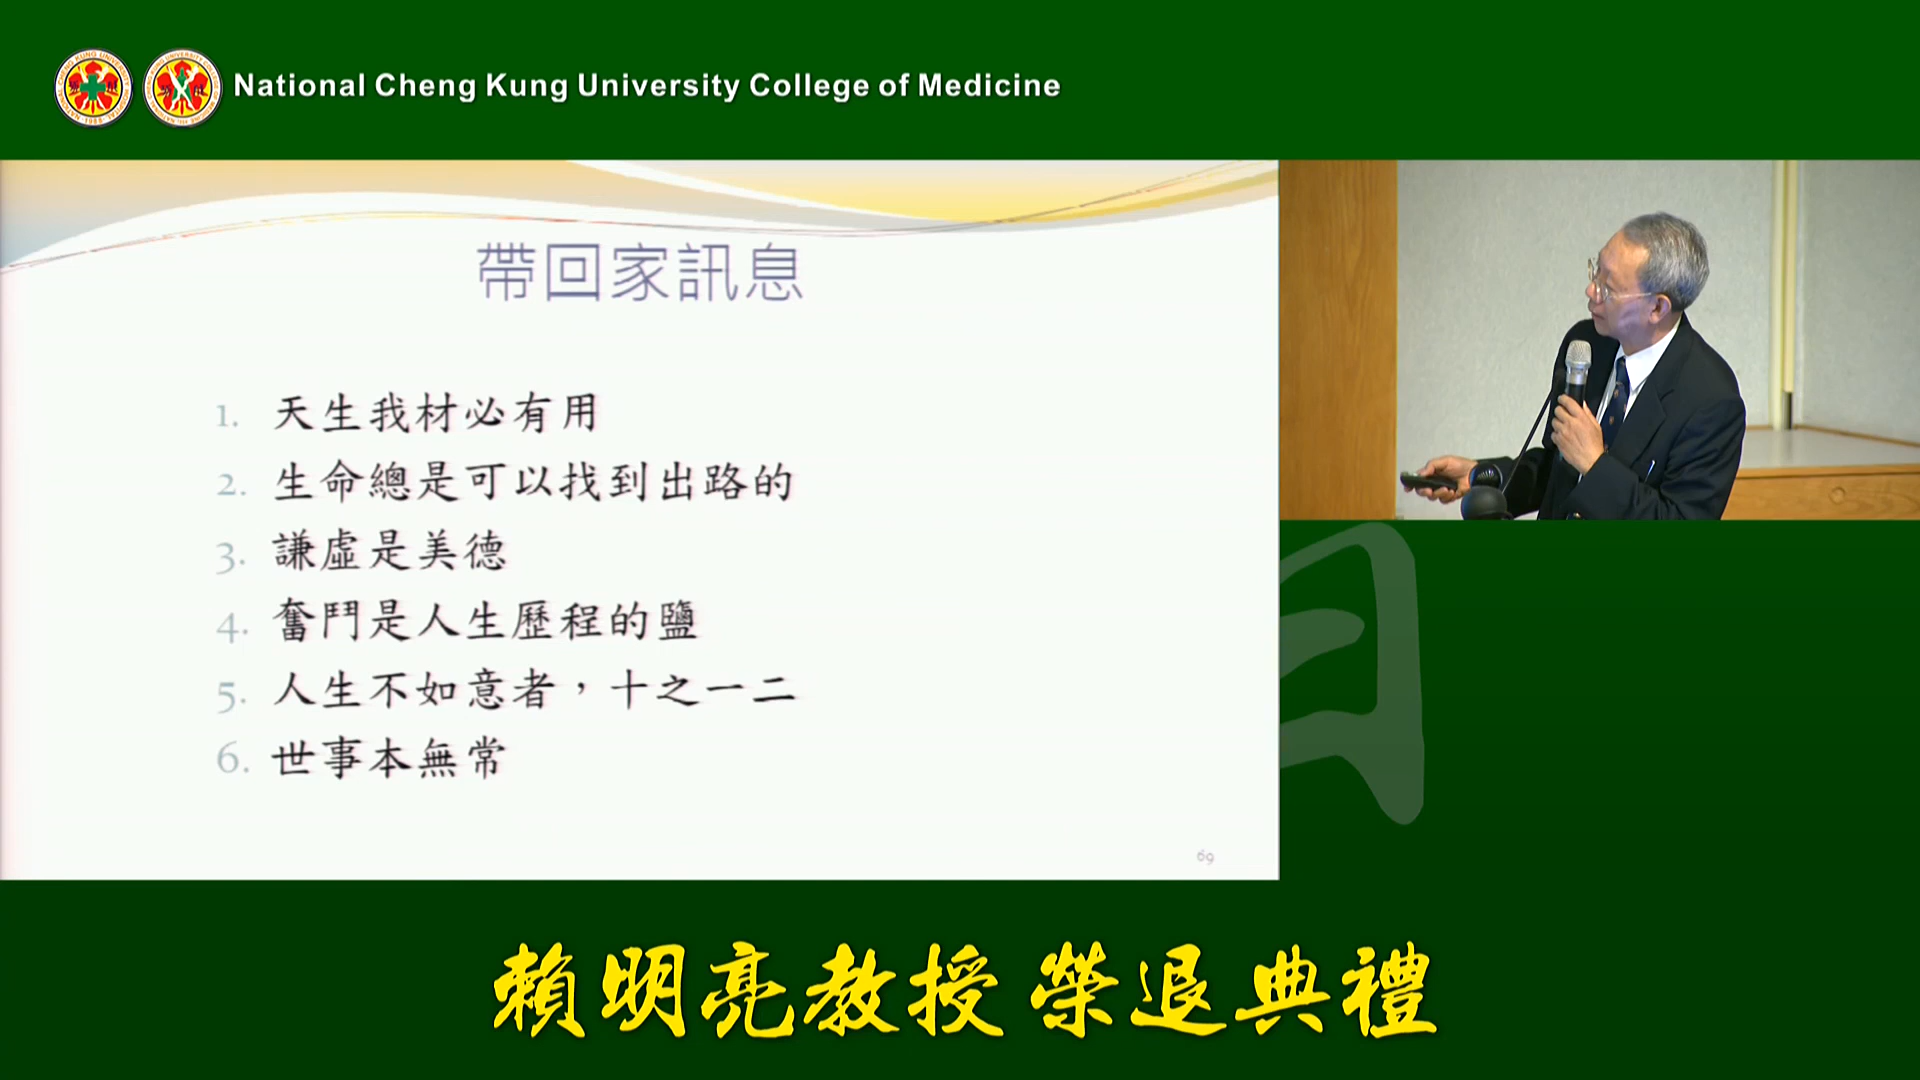 National Cheng Kung University College of Medicine
帶回家訊息
1. 天生我材必有用
2. 生命總是可以找到出路的
3. 謙虛是美德
4. 奮鬥是人生歷程的鹽
5. 人生不如意者，十之一二
6. 世事本無常
69
賴明亮教授 榮退典禮